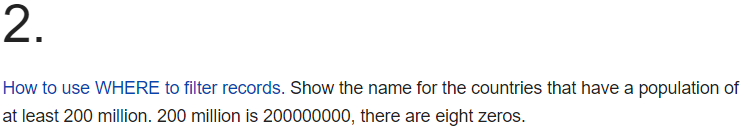 2.
How to use WHERE to filter records. Show the name for the countries that have a population of
at least 200 million. 200 million is 200000000, there are eight zeros.